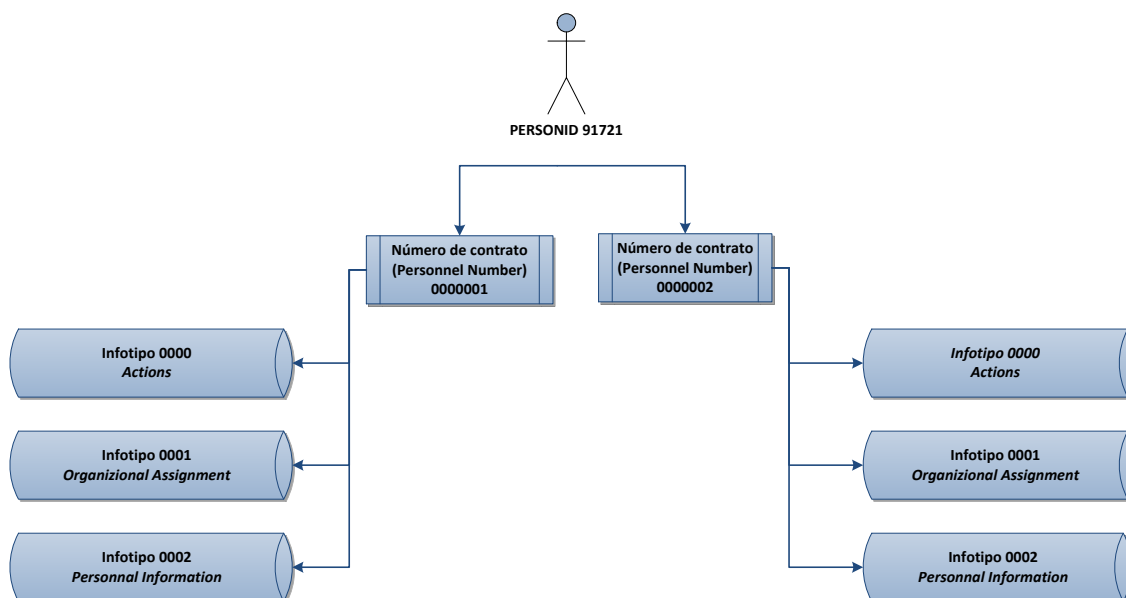 PERSONID 91721
Número de contrato
(Personnel Number)
0000001
Número de contrato
(Personnel Number)
0000002
Infotipo 0000
Actions
Infotipo 0000
Actions
Infotipo 0001
Organizional Assignment
Infotipo 0001
Organizional Assignment
Infotipo 0002
Personnal Information
Infotipo 0002
Personnal Information